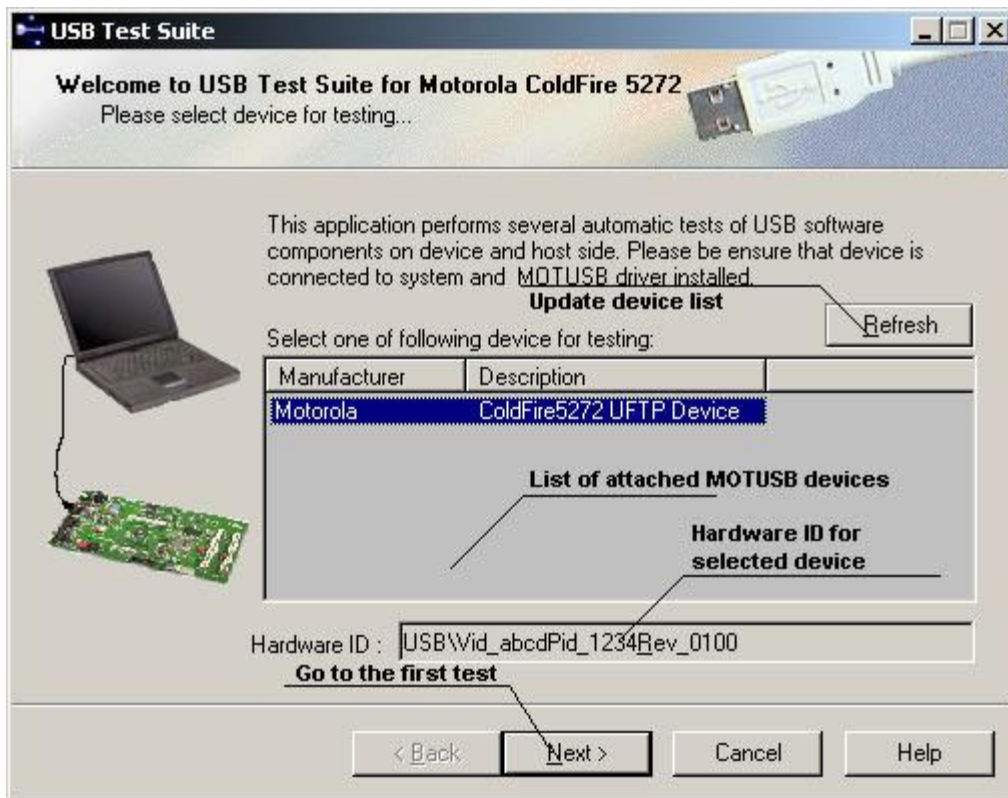 USB Test Suite
Welcome to USB Test Suite for Motorola ColdFire 5272
Please select device for testing...
This application performs several automatic tests of USB software
components on device and host side. Please be ensure that device is
connected to system and MOTUSB driver installed.
Update device list
Refresh
Select one of following device for testing:
Manufacturer Description
Motorola ColdFire5272 UFTP Device
List of attached MOTUSB devices
Hardware ID for
selected device
Hardware ID : USB\Vid_abcdPid_1234Rev_0100
Go to the first test
< Back Next > Cancel Help